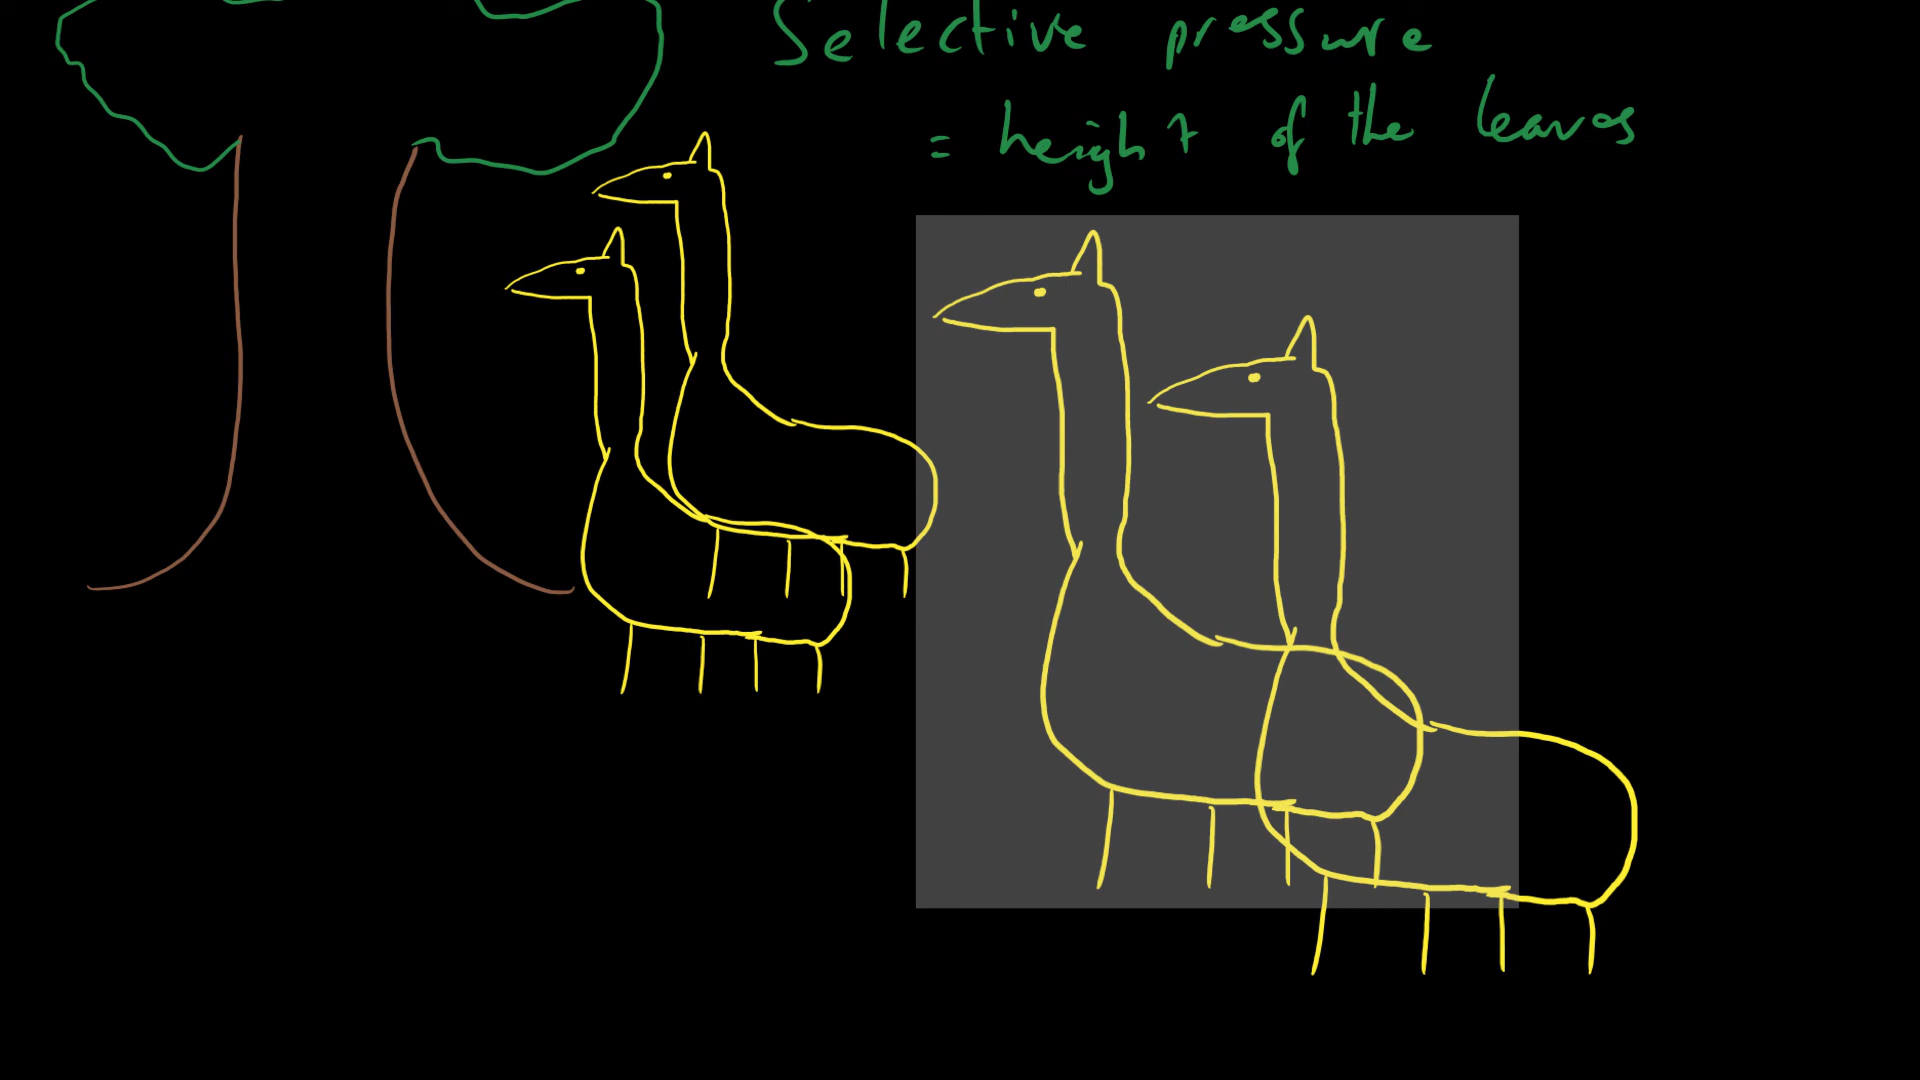 Selective pressure
= height of the leaves